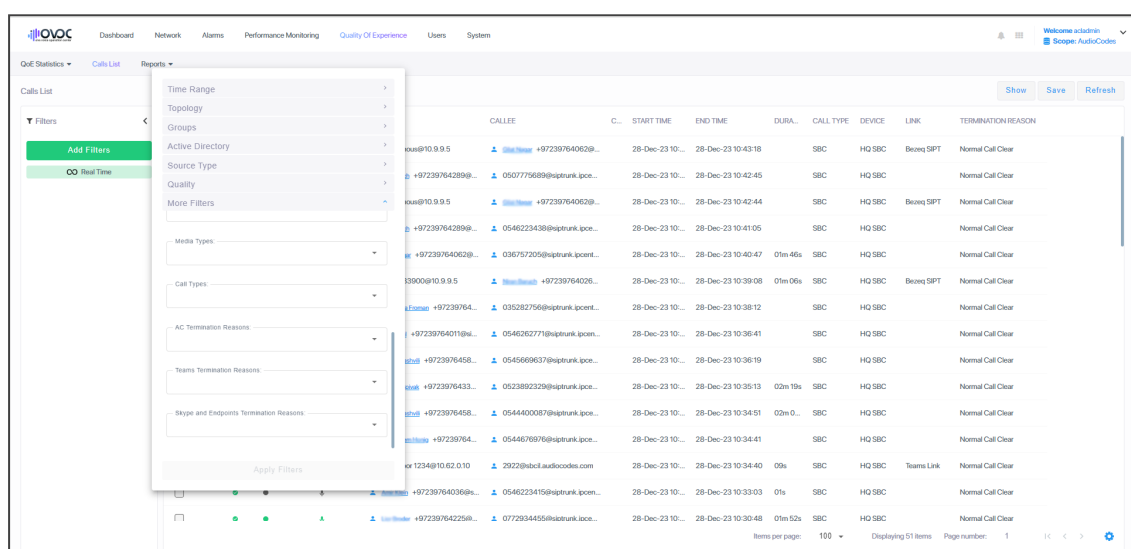 OVOC Dashboard Network Alarms Performance Monitoring Quality Of Experience Users System Welcome acladmin
Scope: AudioCodes
QoE Statistics Calls List Reports
Calls List Show Save Refresh
Filters
Add Filters
Real Time
Time Range
Topology
Groups
Active Directory
Source Type
Quality
More Filters
Media Types:
Call Types:
AC Termination Reasons
Teams Termination Reasons:
Skype and Endpoints Termination Reasons:
Apply Filters
CALLEE C... START TIME END TIME DURA... CALL TYPE DEVICE LINK TERMINATION REASON
ous@10.9.9.5 +97239764062@... 28-Dec-23 10:... 28-Dec-23 10:43:18 SBC HQ SBC Bezeq SIPT Normal Call Clear
+97239764289@... 0507775689@siptrunk.ipce... 28-Dec-23 10:... 28-Dec-23 10:42:45 SBC HQ SBC Normal Call Clear
ous@10.9.9.5 +97239764062@... 28-Dec-23 10:... 28-Dec-23 10:42:44 SBC HQ SBC Bezeq SIPT Normal Call Clear
+97239764289@... 0546223438@siptrunk.ipce... 28-Dec-23 10:... 28-Dec-23 10:41:05 SBC HQ SBC Normal Call Clear
+97239764062@... 036757205@siptrunk.ipcent... 28-Dec-23 10:... 28-Dec-23 10:40:47 01m 46s SBC HQ SBC Normal Call Clear
33900@10.9.9.5 +97239764026... 28-Dec-23 10:... 28-Dec-23 10:39:08 01m 06s SBC HQ SBC Bezeq SIPT Normal Call Clear
+97239764... 035282756@siptrunk.ipcent... 28-Dec-23 10:... 28-Dec-23 10:38:12 SBC HQ SBC Normal Call Clear
+97239764011@si... 0546262771@siptrunk.ipcen... 28-Dec-23 10:... 28-Dec-23 10:36:41 SBC HQ SBC Normal Call Clear
+9723976458... 0545669637@siptrunk.ipce... 28-Dec-23 10:... 28-Dec-23 10:36:19 SBC HQ SBC Normal Call Clear
+9723976433... 0523892329@siptrunk.ipce... 28-Dec-23 10:... 28-Dec-23 10:35:13 02m 19s SBC HQ SBC Normal Call Clear
+9723976458... 0544400087@siptrunk.ipce... 28-Dec-23 10:... 28-Dec-23 10:34:51 02m 0... SBC HQ SBC Normal Call Clear
+97239764... 0544676976@siptrunk.ipce... 28-Dec-23 10:... 28-Dec-23 10:34:41 SBC HQ SBC Normal Call Clear
or 1234@10.62.0.10 2922@sbcil.audiocodes.com 28-Dec-23 10:... 28-Dec-23 10:34:40 09s SBC HQ SBC Teams Link Normal Call Clear
+97239764036@s... 0546223415@siptrunk.ipcen... 28-Dec-23 10:... 28-Dec-23 10:33:03 01s SBC HQ SBC Normal Call Clear
+97239764225@... 0772934455@siptrunk.ipce... 28-Dec-23 10:... 28-Dec-23 10:30:48 01m 52s SBC HQ SBC Normal Call Clear
Items per page: 100 Displaying 51 items Page number: 1